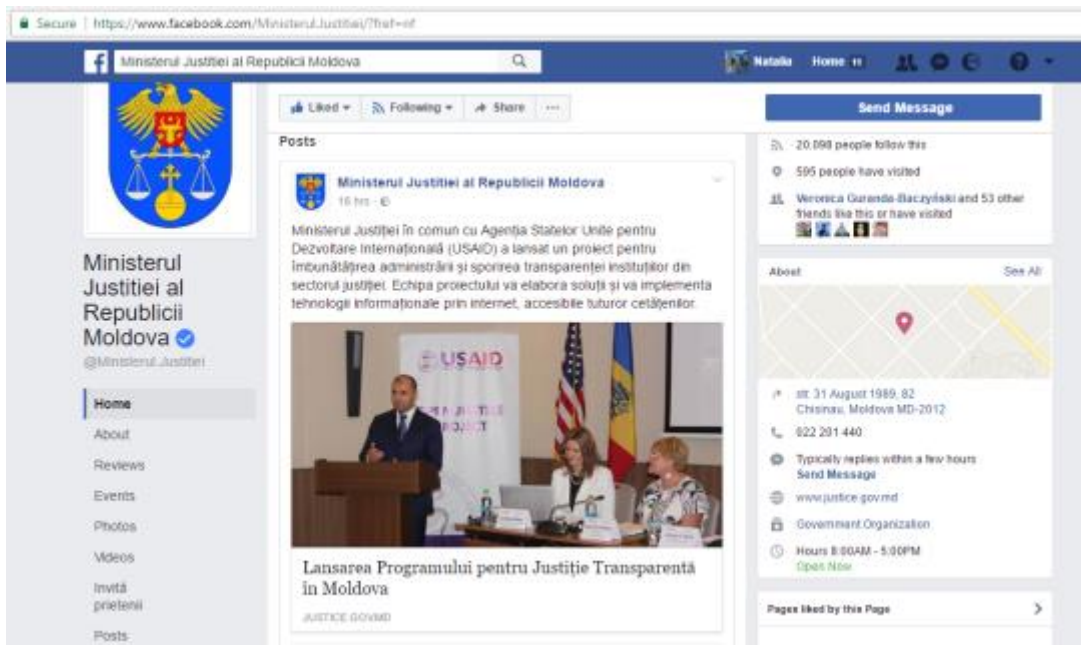 Secure | https://www.facebook.com/MinisterulJustitiei/?fref=nf
Ministerul Justiției al Republicii Moldova
Natalia Home 11
Liked Following Share
Send Message
Posts
Ministerul Justitiei al Republicii Moldova
16 hrs
Ministerul Justiției în comun cu Agenția Statelor Unite pentru
Dezvoltare Internațională (USAID) a lansat un proiect pentru
îmbunătățirea administrării și sporirea transparenței instituțiilor din
sectorul justiției. Echipa proiectului va elabora soluții și va implementa
tehnologii informaționale prin internet, accesibile tuturor cetățenilor.
USAID
Lansarea Programului pentru Justiție Transparentă
în Moldova
JUSTICE.GOV.MD
Ministerul
Justitiei al
Republicii
Moldova
@MinisterulJustitiei
Home
About
Reviews
Events
Photos
Videos
Invită
prietenii
Posts
20,098 people follow this
595 people have visited
Veronica Gurenda-Baczyński and 53 other
friends like this or have visited
About See All
str. 31 August 1989, 82
Chisinau, Moldova MD-2012
022 201 440
Typically replies within a few hours
Send Message
www.justice.gov.md
Government Organization
Hours 8:00AM - 5:00PM
Open Now
Pages liked by this Page